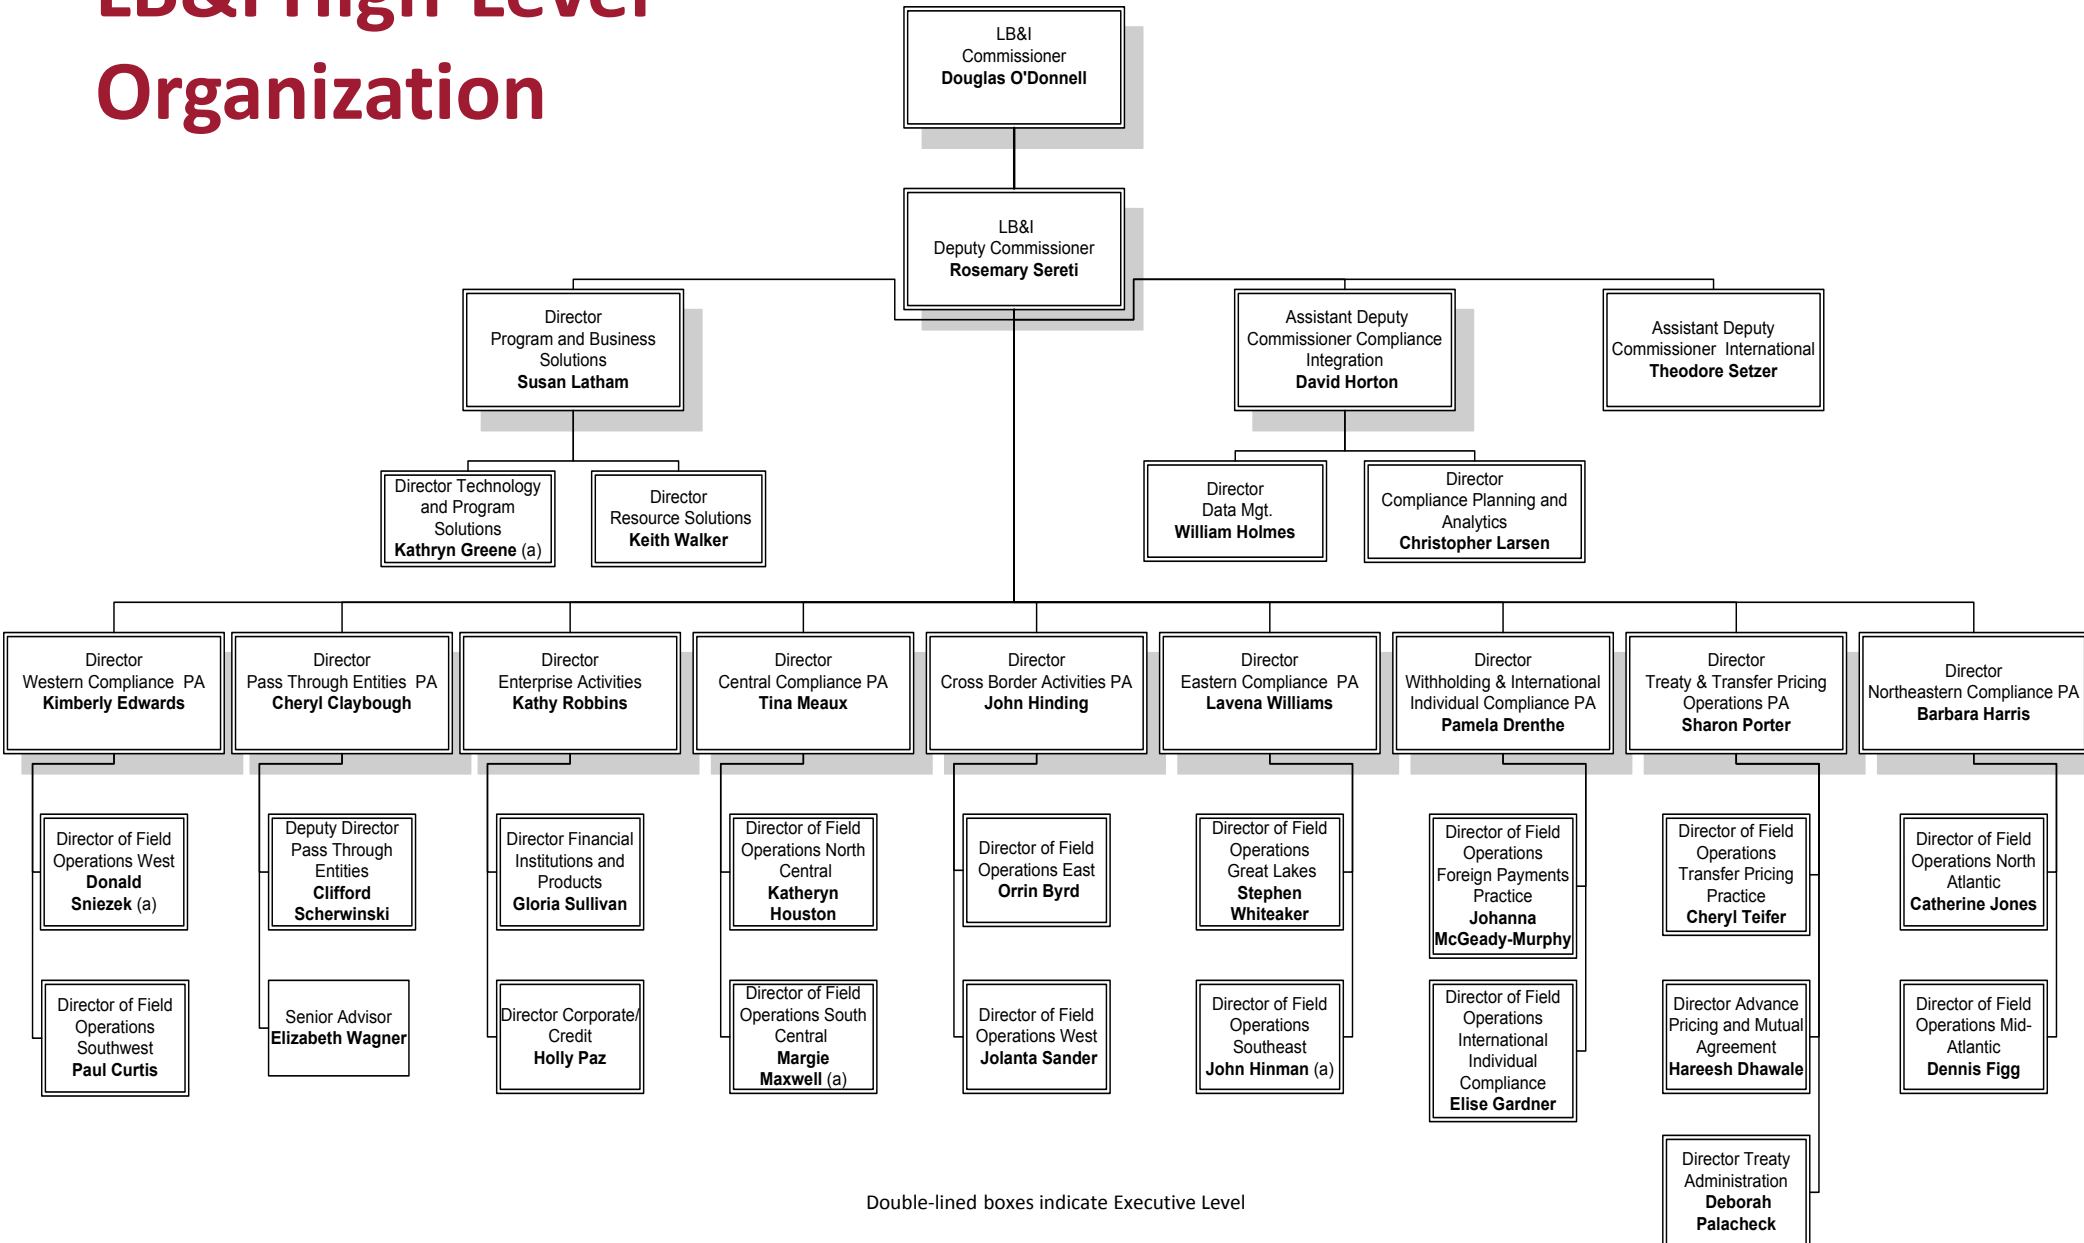 LB&I High-Level
Organization
LB&I
Commissioner
Douglas O'Donnell
LB&I
Deputy Commissioner
Rosemary Sereti
Director
Program and Business
Solutions
Susan Latham
Assistant Deputy
Commissioner Compliance
Integration
David Horton
Assistant Deputy
Commissioner International
Theodore Setzer
Director Technology
and Program
Solutions
Kathryn Greene (a)
Director
Resource Solutions
Keith Walker
Director
Data Mgt.
William Holmes
Director
Compliance Planning and
Analytics
Christopher Larsen
Director
Western Compliance PA
Kimberly Edwards
Director
Pass Through Entities PA
Cheryl Claybough
Director
Enterprise Activities
Kathy Robbins
Director
Central Compliance PA
Tina Meaux
Director
Cross Border Activities PA
John Hinding
Director
Eastern Compliance PA
Lavena Williams
Director
Withholding & International
Individual Compliance PA
Pamela Drenthe
Director
Treaty & Transfer Pricing
Operations PA
Sharon Porter
Director
Northeastern Compliance PA
Barbara Harris
Director of Field
Operations West
Donald
Sniezek (a)
Deputy Director
Pass Through
Entities
Clifford
Scherwinski
Director Financial
Institutions and
Products
Gloria Sullivan
Director of Field
Operations North
Central
Katheryn
Houston
Director of Field
Operations East
Orrin Byrd
Director of Field
Operations
Great Lakes
Stephen
Whiteaker
Director of Field
Operations
Foreign Payments
Practice
Johanna
McGeady-Murphy
Director of Field
Operations
Transfer Pricing
Practice
Cheryl Teifer
Director of Field
Operations North
Atlantic
Catherine Jones
Director of Field
Operations
Southwest
Paul Curtis
Senior Advisor
Elizabeth Wagner
Director Corporate/
Credit
Holly Paz
Director of Field
Operations South
Central
Margie
Maxwell (a)
Director of Field
Operations West
Jolanta Sander
Director of Field
Operations
Southeast
John Hinman (a)
Director of Field
Operations
International
Individual
Compliance
Elise Gardner
Director Advance
Pricing and Mutual
Agreement
Hareesh Dhawale
Director of Field
Operations Mid-
Atlantic
Dennis Figg
Director Treaty
Administration
Deborah
Palacheck
Double-lined boxes indicate Executive Level